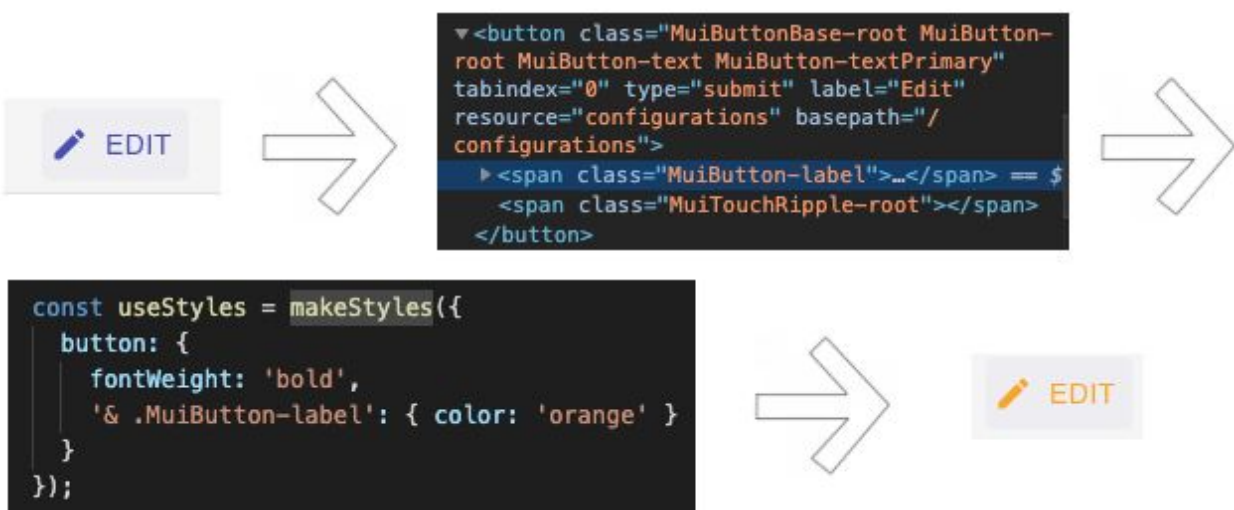 EDIT
▼<button class="MuiButtonBase-root MuiButton-
root MuiButton-text MuiButton-textPrimary"
tabindex="0" type="submit" label="Edit"
resource="configurations" basepath="/
configurations">
▶<span class="MuiButton-label">…</span> == $
<span class="MuiTouchRipple-root"></span>
</button>
const useStyles = makeStyles({
button: {
fontWeight: 'bold',
'& .MuiButton-label': { color: 'orange' }
}
});
EDIT